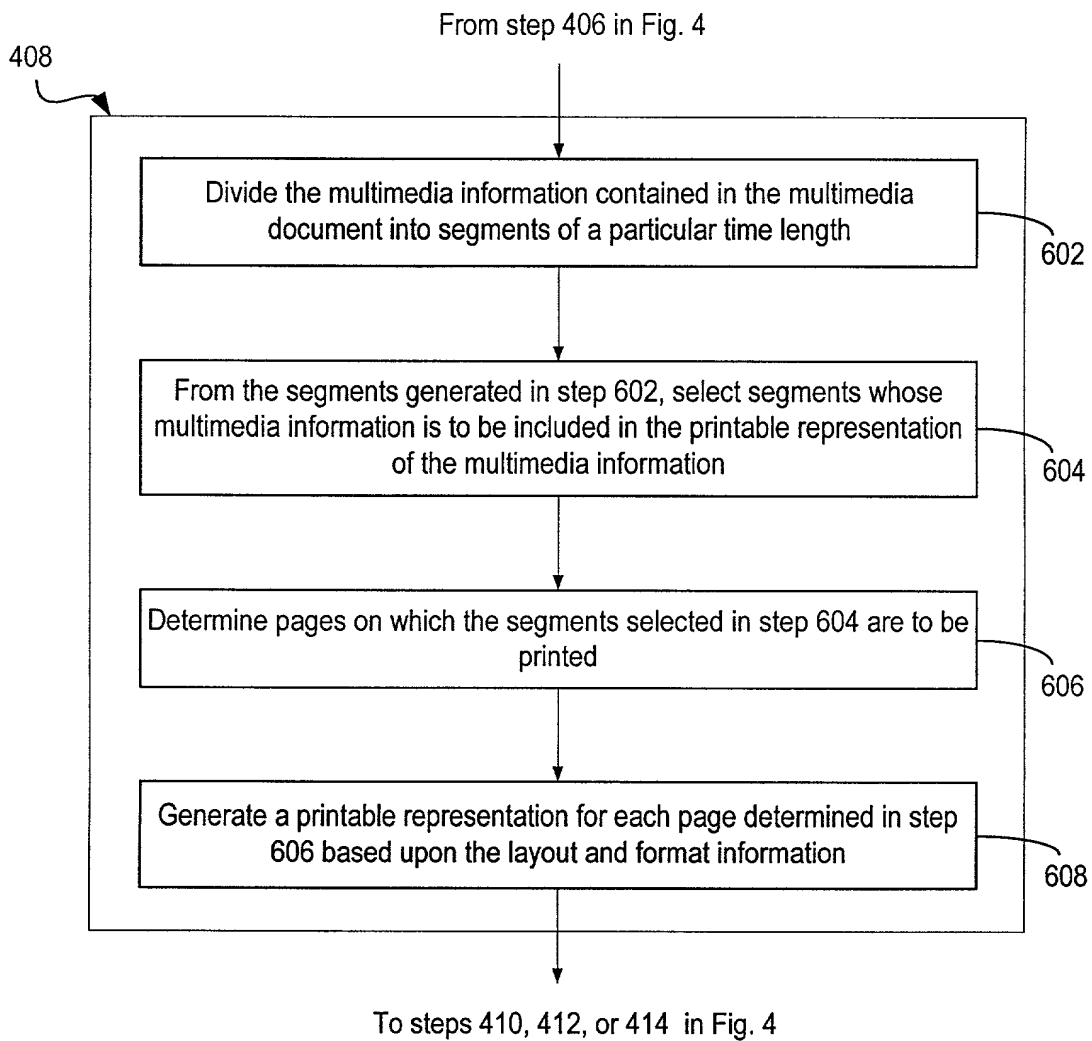 From step 406 in Fig. 4
408
Divide the multimedia information contained in the multimedia
document into segments of a particular time length
602
From the segments generated in step 602, select segments whose
multimedia information is to be included in the printable representation
of the multimedia information
604
Determine pages on which the segments selected in step 604 are to be
printed
606
Generate a printable representation for each page determined in step
606 based upon the layout and format information
608
To steps 410, 412, or 414 in Fig. 4